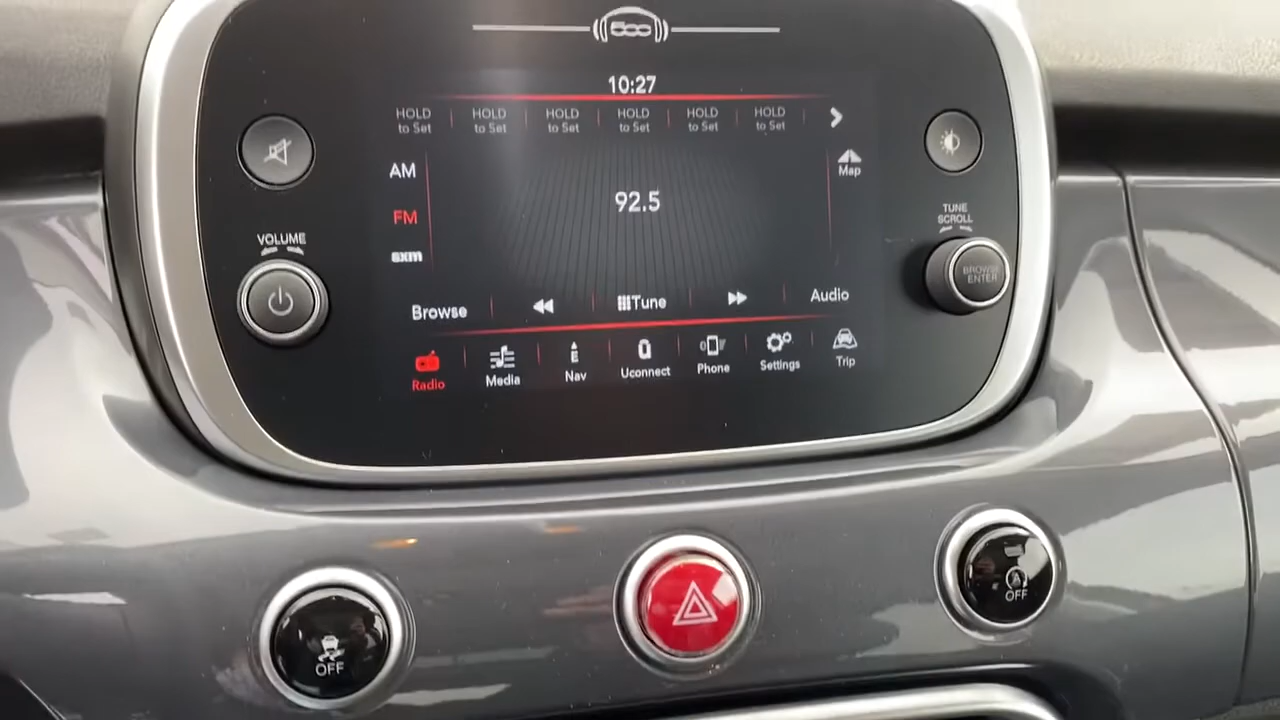 500
10:27
HOLD to Set HOLD to Set HOLD to Set HOLD to Set HOLD to Set HOLD to Set
AM
Map
92.5
FM
TUNE
SCROLL
VOLUME
sxm
BROWSE
ENTER
Browse Tune Audio
Radio Media Nav Uconnect Phone Settings Trip
E
OFF
OFF
A